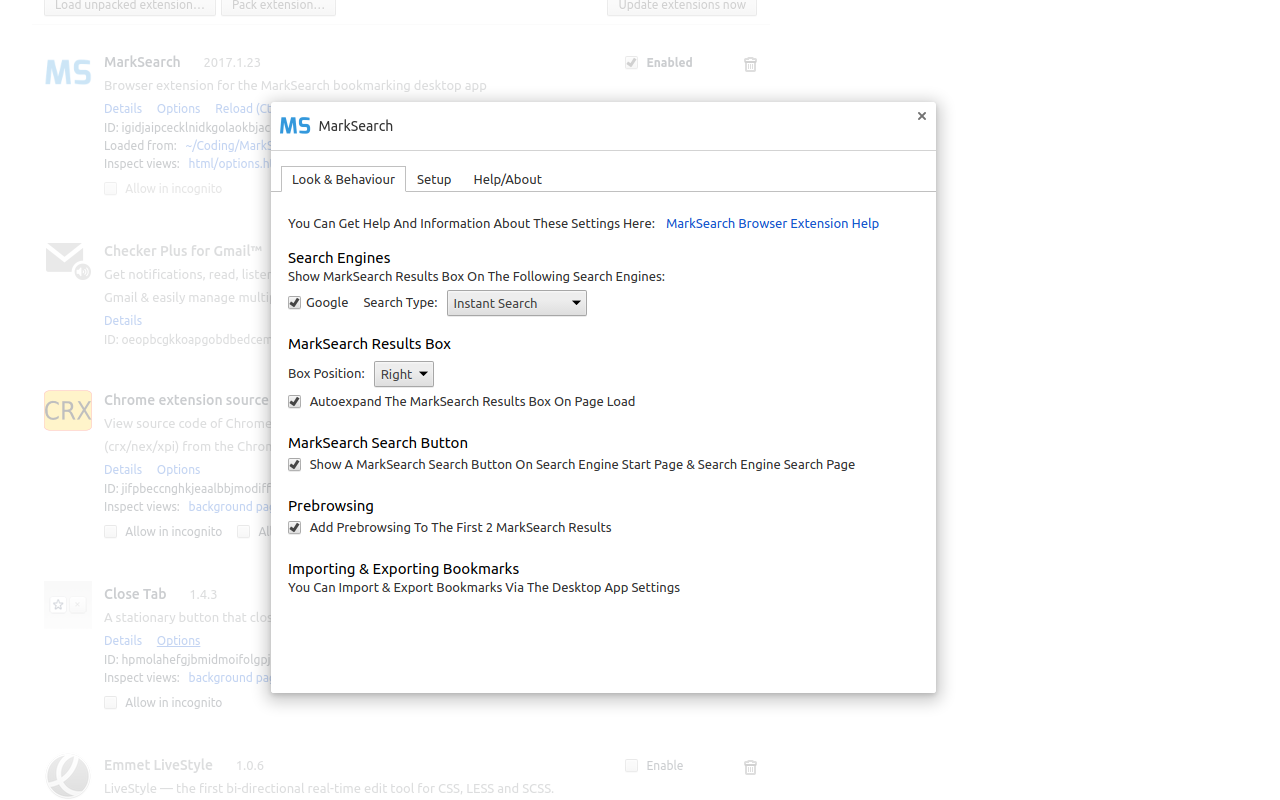 Load unpacked extension... Pack extension... Update extensions now
MS MarkSearch 2017.1.23 Enabled
Browser extension for the MarkSearch bookmarking desktop app
Details Options Reload (Ct
ID: igidjaipcecklnidkgolaokbjac
Loaded from: ~/Coding/MarkS
Inspect views: html/options.h
Allow in incognito
Checker Plus for Gmail™
Get notifications, read, listen
Gmail & easily manage multip
Details
ID: oeopbcgkkoapgobdbedcem
CRX Chrome extension source
View source code of Chrome
(crx/nex/xpi) from the Chrom
Details Options
ID: jifpbeccnghkjeaalbbjmodiff
Inspect views: background pag
Allow in incognito Al
Close Tab 1.4.3
A stationary button that clos
Details Options
ID: hpmolahefgjbmidmoifolgpj
Inspect views: background pag
Allow in incognito
Emmet LiveStyle 1.0.6 Enable
LiveStyle — the first bi-directional real-time edit tool for CSS, LESS and SCSS.
MS MarkSearch
Look & Behaviour Setup Help/About
You Can Get Help And Information About These Settings Here: MarkSearch Browser Extension Help
Search Engines
Show MarkSearch Results Box On The Following Search Engines:
Google Search Type: Instant Search
MarkSearch Results Box
Box Position: Right
Autoexpand The MarkSearch Results Box On Page Load
MarkSearch Search Button
Show A MarkSearch Search Button On Search Engine Start Page & Search Engine Search Page
Prebrowsing
Add Prebrowsing To The First 2 MarkSearch Results
Importing & Exporting Bookmarks
You Can Import & Export Bookmarks Via The Desktop App Settings